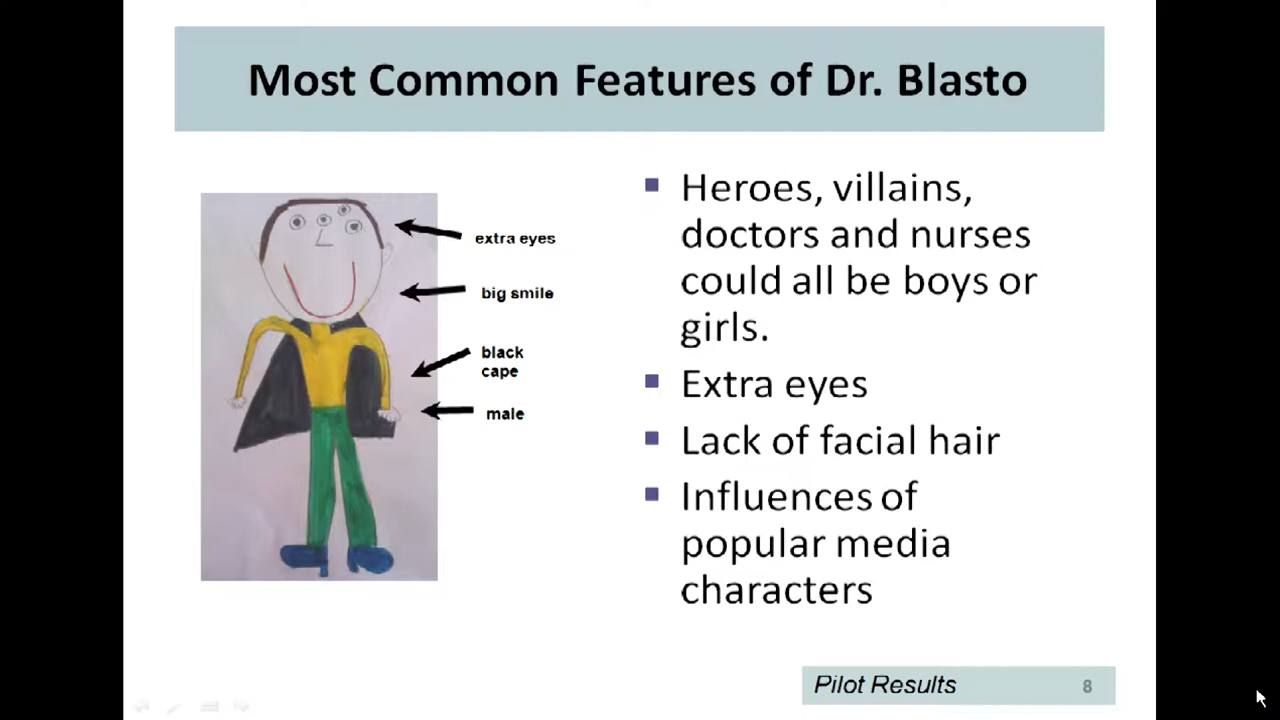 Most Common Features of Dr. Blasto
extra eyes
big smile
black
cape
male
Heroes, villains,
doctors and nurses
could all be boys or
girls.
Extra eyes
Lack of facial hair
Influences of
popular media
characters
Pilot Results 8